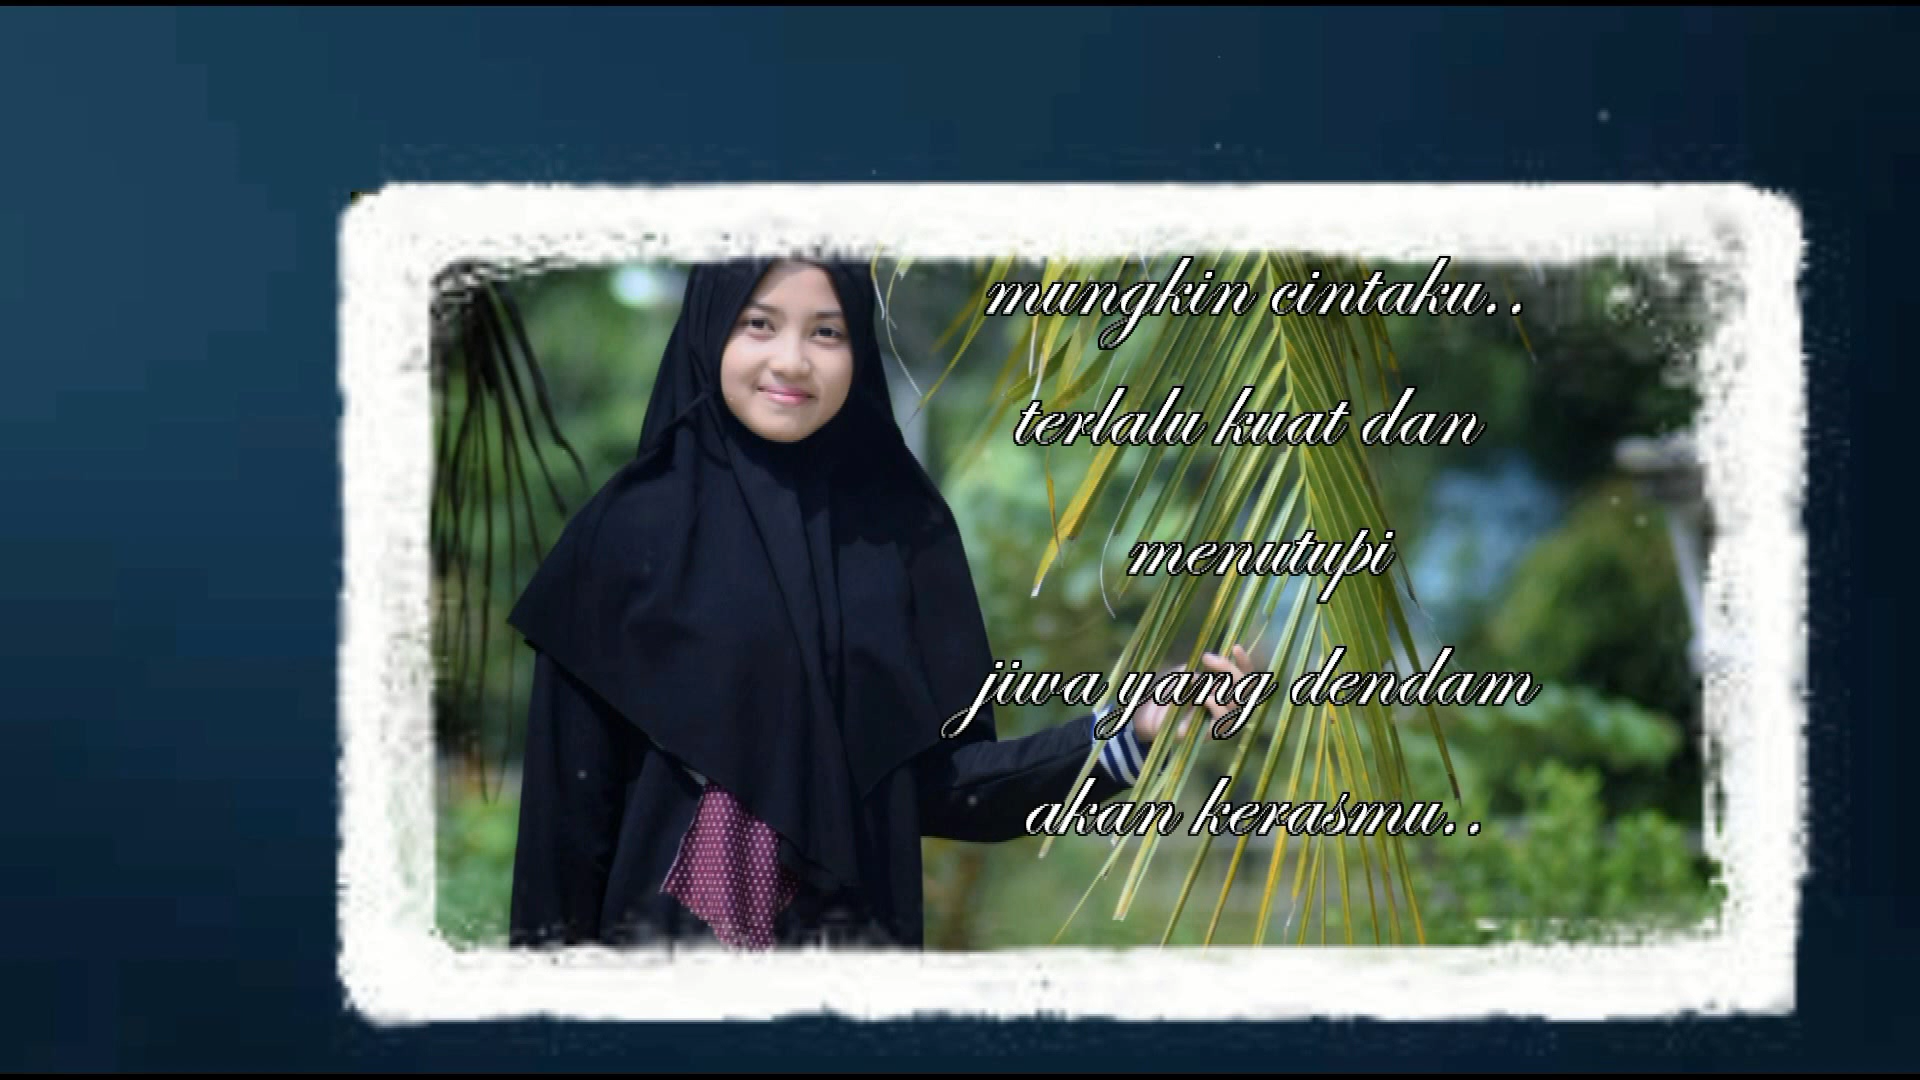 mungkin cintaku..
terlalu kuat dan
menutupi
jiwa yang dendam
akan kerasmu..